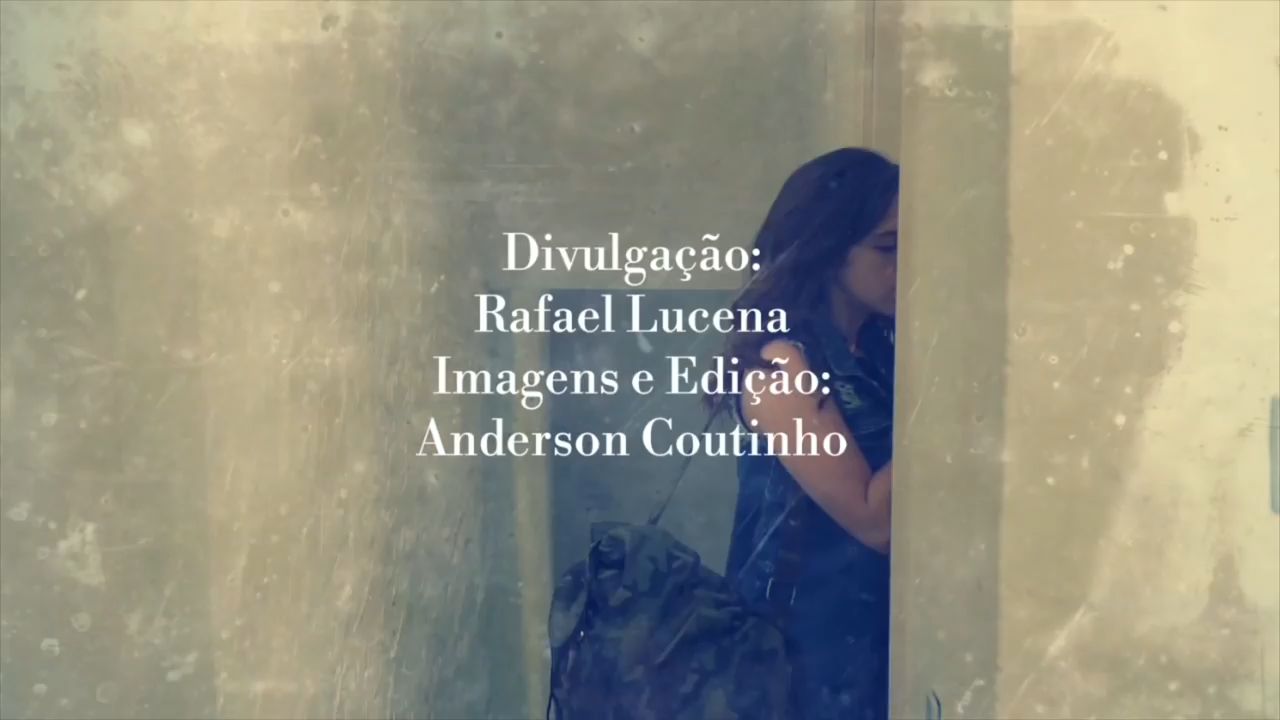 Divulgação:
Rafael Lucena
Imagens e Edição:
Anderson Coutinho